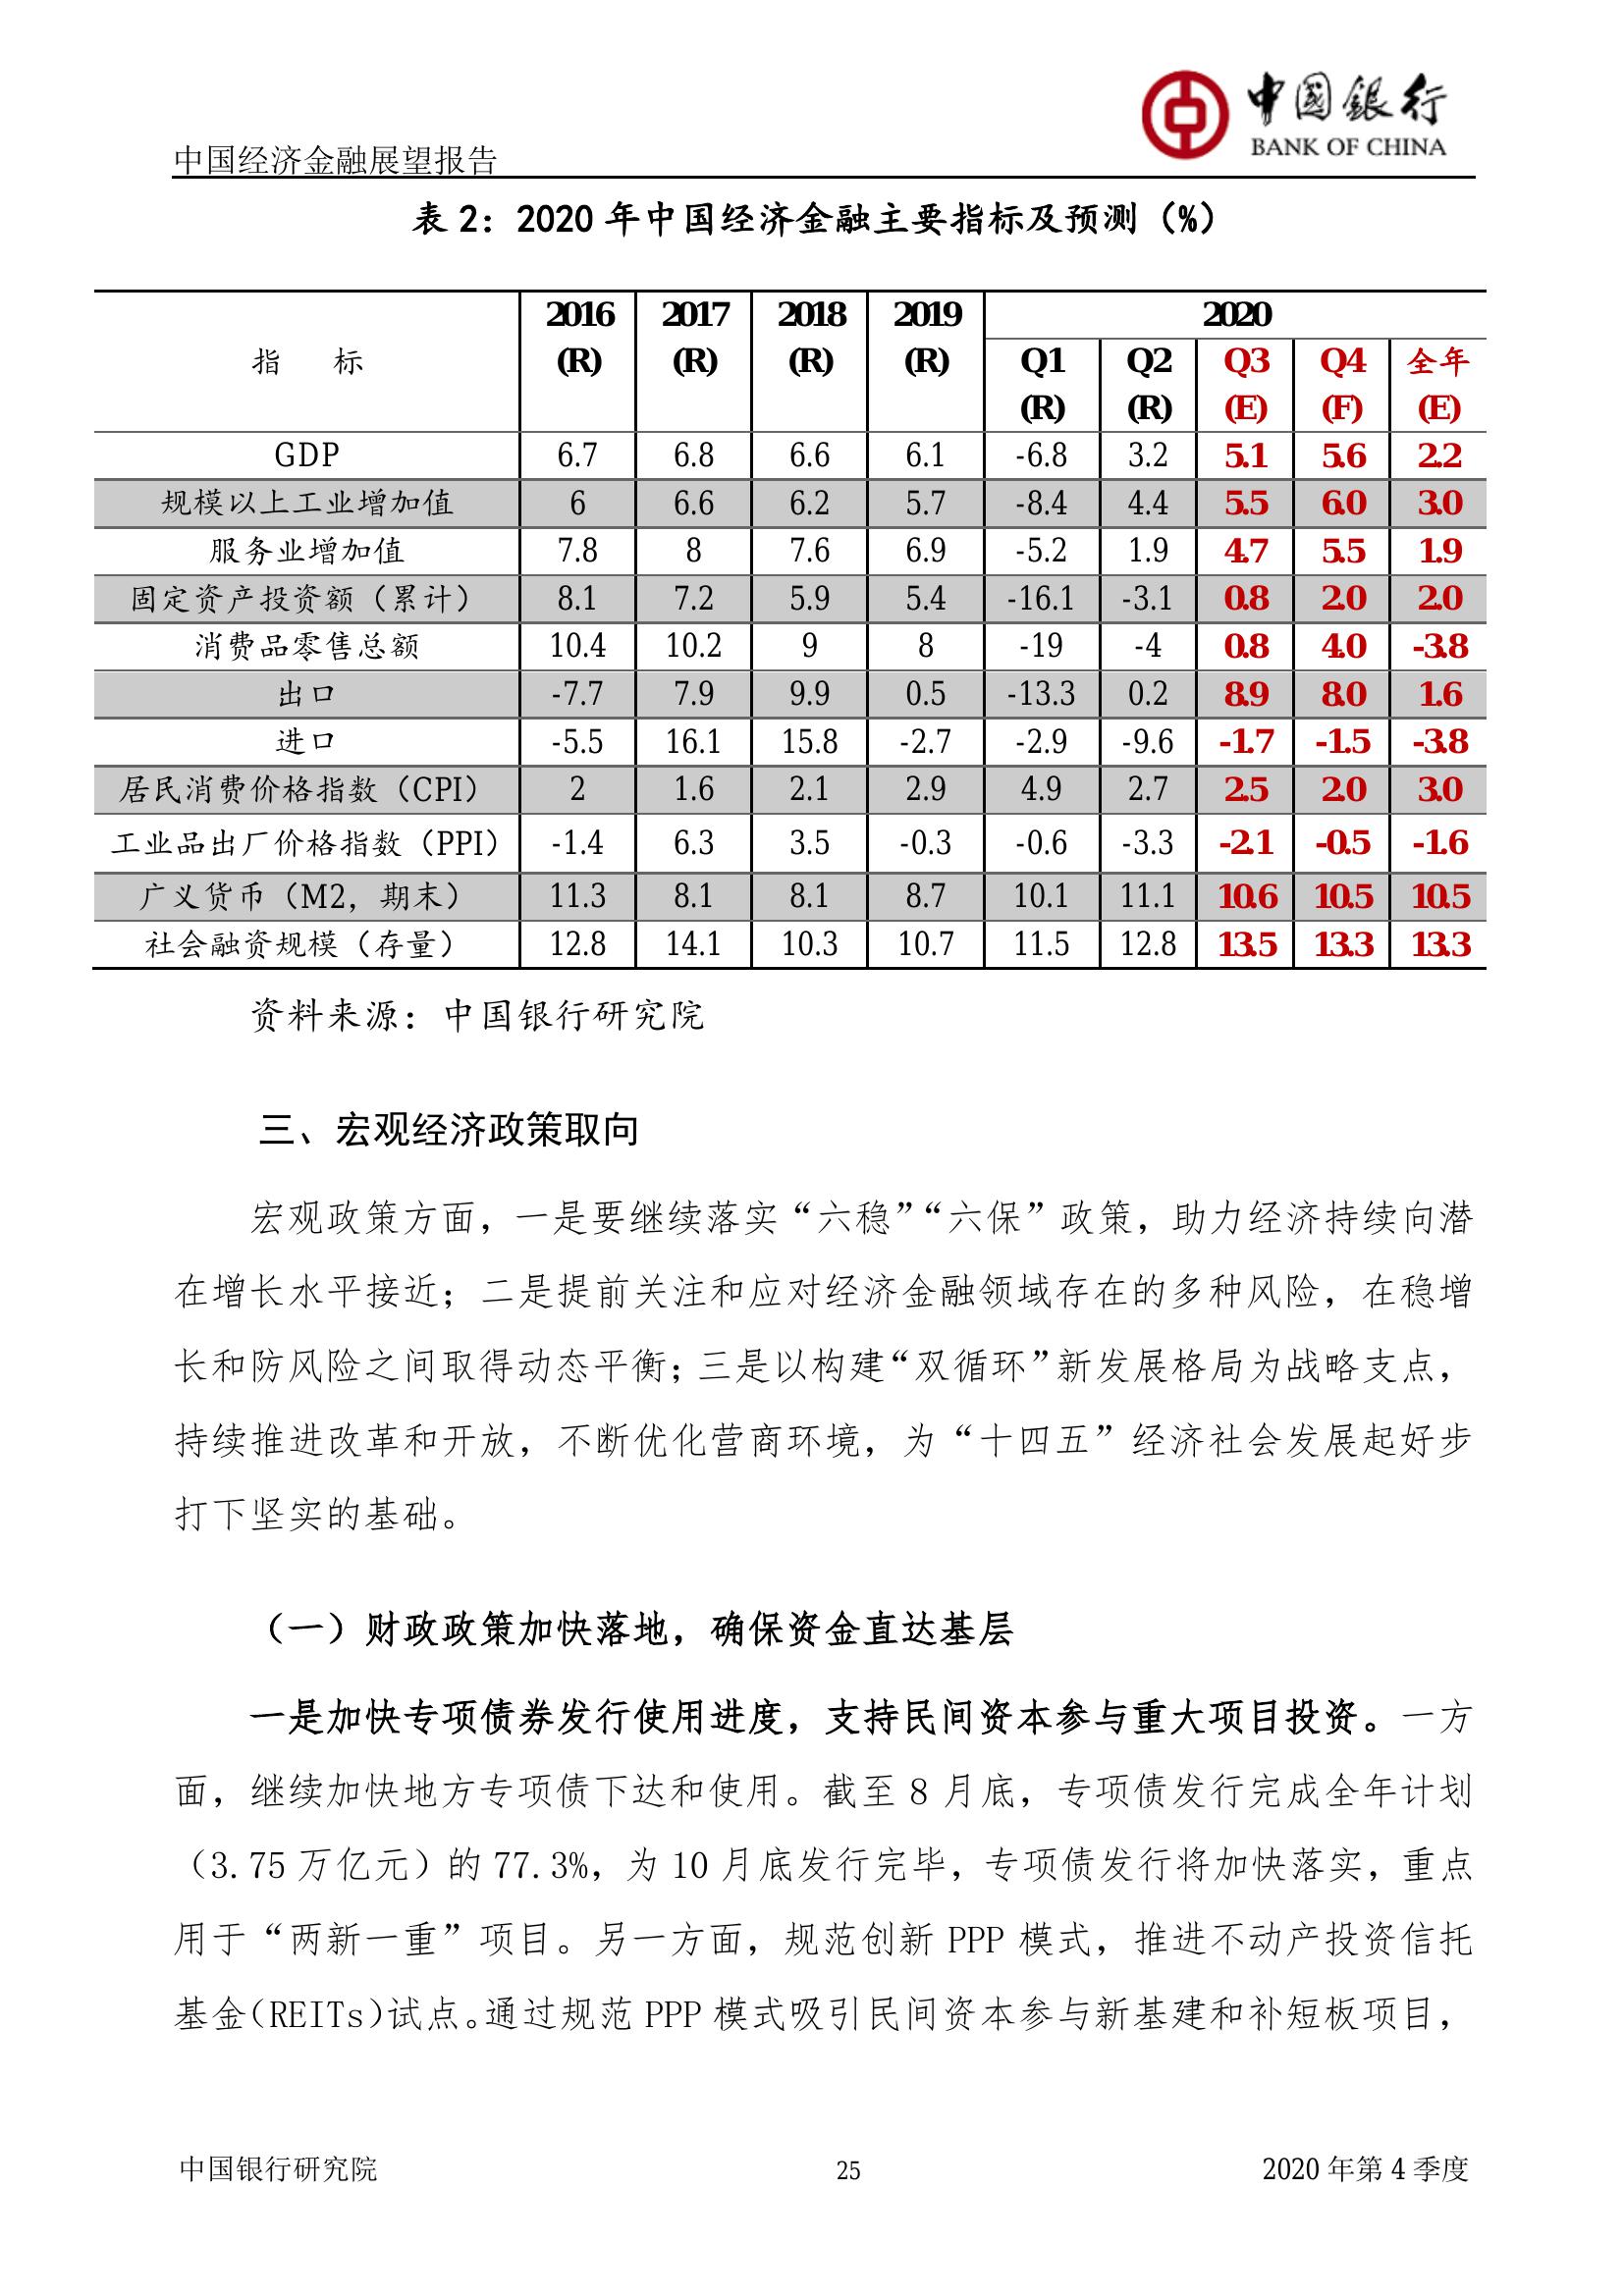 中国银行
BANK OF CHINA
中国经济金融展望报告
表 2：2020 年中国经济金融主要指标及预测（%）
指 标 2016 (R) 2017 (R) 2018 (R) 2019 (R) 2020
Q1 (R) Q2 (R) Q3 (E) Q4 (F) 全年 (E)
GDP 6.7 6.8 6.6 6.1 -6.8 3.2 5.1 5.6 2.2
规模以上工业增加值 6 6.6 6.2 5.7 -8.4 4.4 5.5 6.0 3.0
服务业增加值 7.8 8 7.6 6.9 -5.2 1.9 4.7 5.5 1.9
固定资产投资额（累计） 8.1 7.2 5.9 5.4 -16.1 -3.1 0.8 2.0 2.0
消费品零售总额 10.4 10.2 9 8 -19 -4 0.8 4.0 -3.8
出口 -7.7 7.9 9.9 0.5 -13.3 0.2 8.9 8.0 1.6
进口 -5.5 16.1 15.8 -2.7 -2.9 -9.6 -1.7 -1.5 -3.8
居民消费价格指数（CPI） 2 1.6 2.1 2.9 4.9 2.7 2.5 2.0 3.0
工业品出厂价格指数（PPI） -1.4 6.3 3.5 -0.3 -0.6 -3.3 -2.1 -0.5 -1.6
广义货币（M2，期末） 11.3 8.1 8.1 8.7 10.1 11.1 10.6 10.5 10.5
社会融资规模（存量） 12.8 14.1 10.3 10.7 11.5 12.8 13.5 13.3 13.3
资料来源：中国银行研究院
三、宏观经济政策取向
宏观政策方面，一是要继续落实“六稳”“六保”政策，助力经济持续向潜
在增长水平接近；二是提前关注和应对经济金融领域存在的多种风险，在稳增
长和防风险之间取得动态平衡；三是以构建“双循环”新发展格局为战略支点，
持续推进改革和开放，不断优化营商环境，为“十四五”经济社会发展起好步
打下坚实的基础。
（一）财政政策加快落地，确保资金直达基层
一是加快专项债券发行使用进度，支持民间资本参与重大项目投资。一方
面，继续加快地方专项债下达和使用。截至 8 月底，专项债发行完成全年计划
（3.75 万亿元）的 77.3%，为 10 月底发行完毕，专项债发行将加快落实，重点
用于“两新一重”项目。另一方面，规范创新 PPP 模式，推进不动产投资信托
基金(REITs)试点。通过规范 PPP 模式吸引民间资本参与新基建和补短板项目，
中国银行研究院 25 2020 年第 4 季度